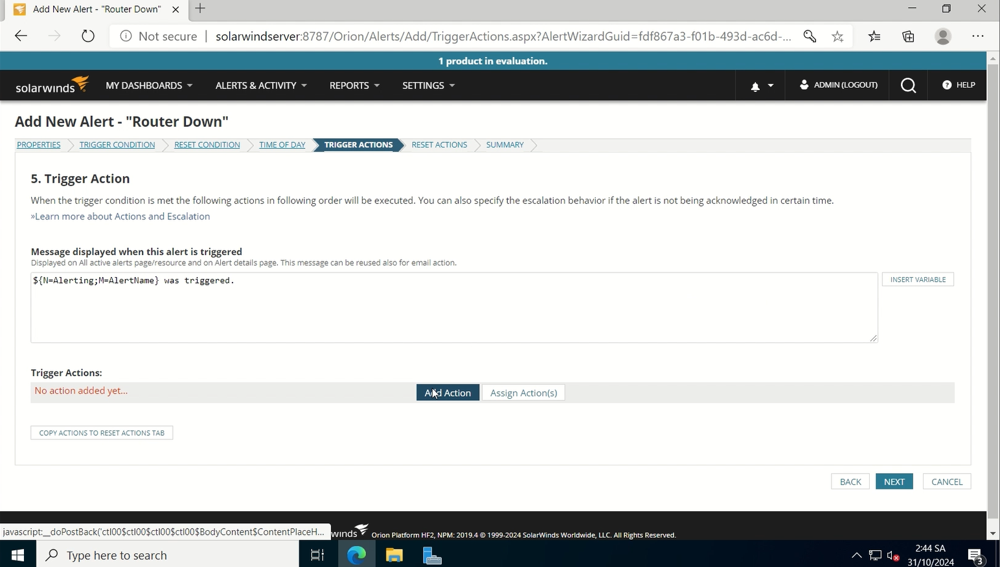 Add New Alert - "Router Down"
Not secure | solarwindserver:8787/Orion/Alerts/Add/TriggerActions.aspx?AlertWizardGuid=fdf867a3-f01b-493d-ac6d-...
1 product in evaluation.
solarwinds MY DASHBOARDS ALERTS & ACTIVITY REPORTS SETTINGS ADMIN (LOGOUT) HELP
Add New Alert - "Router Down"
PROPERTIES TRIGGER CONDITION RESET CONDITION TIME OF DAY TRIGGER ACTIONS RESET ACTIONS SUMMARY
5. Trigger Action
When the trigger condition is met the following actions in following order will be executed. You can also specify the escalation behavior if the alert is not being acknowledged in certain time.
»Learn more about Actions and Escalation
Message displayed when this alert is triggered
Displayed on All active alerts page/resource and on Alert details page. This message can be reused also for email action.
${N=Alerting;M=AlertName} was triggered.
INSERT VARIABLE
Trigger Actions:
No action added yet... Add Action Assign Action(s)
COPY ACTIONS TO RESET ACTIONS TAB
BACK NEXT CANCEL
javascript:__doPostBack('ctl00$ctl00$ctl00$ctl00$BodyContent$ContentPlaceH...
winds Orion Platform HF2, NPM: 2019.4 © 1999-2024 SolarWinds Worldwide, LLC. All Rights Reserved.
Type here to search
2:44 SA
31/10/2024
3